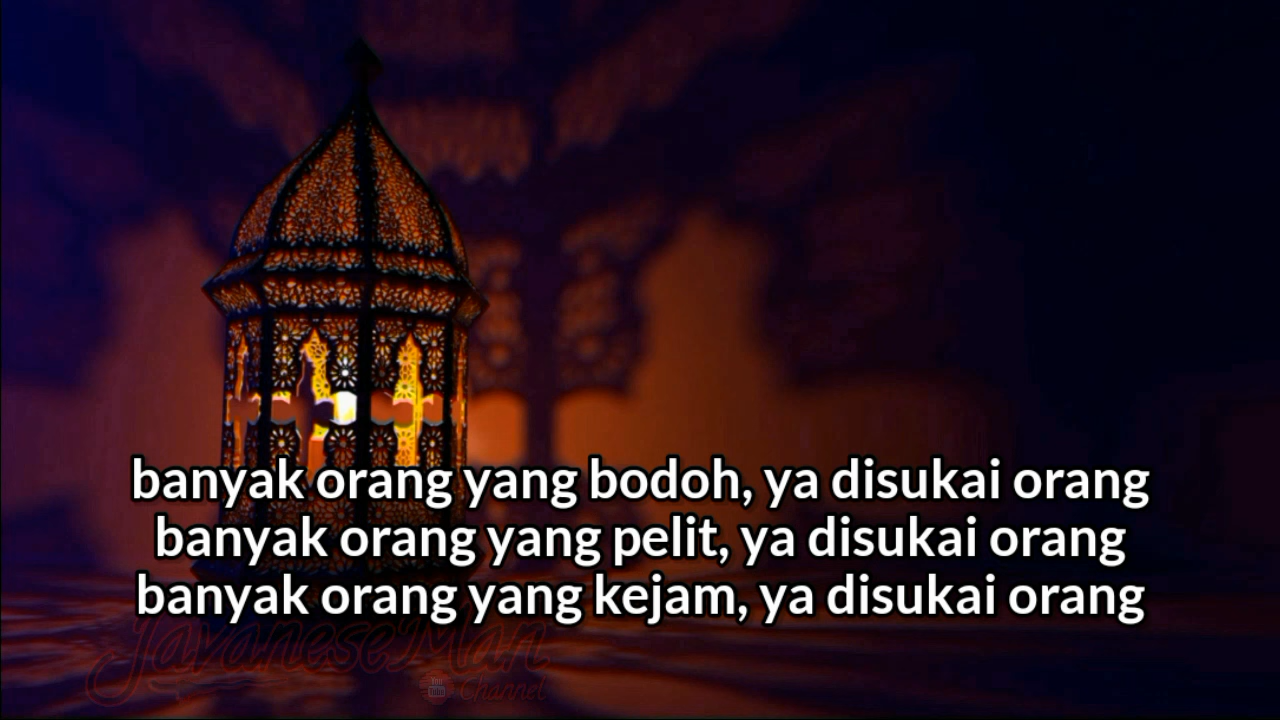 banyak orang yang bodoh, ya disukai orang
banyak orang yang pelit, ya disukai orang
banyak orang yang kejam, ya disukai orang
JavaneseMan
Channel